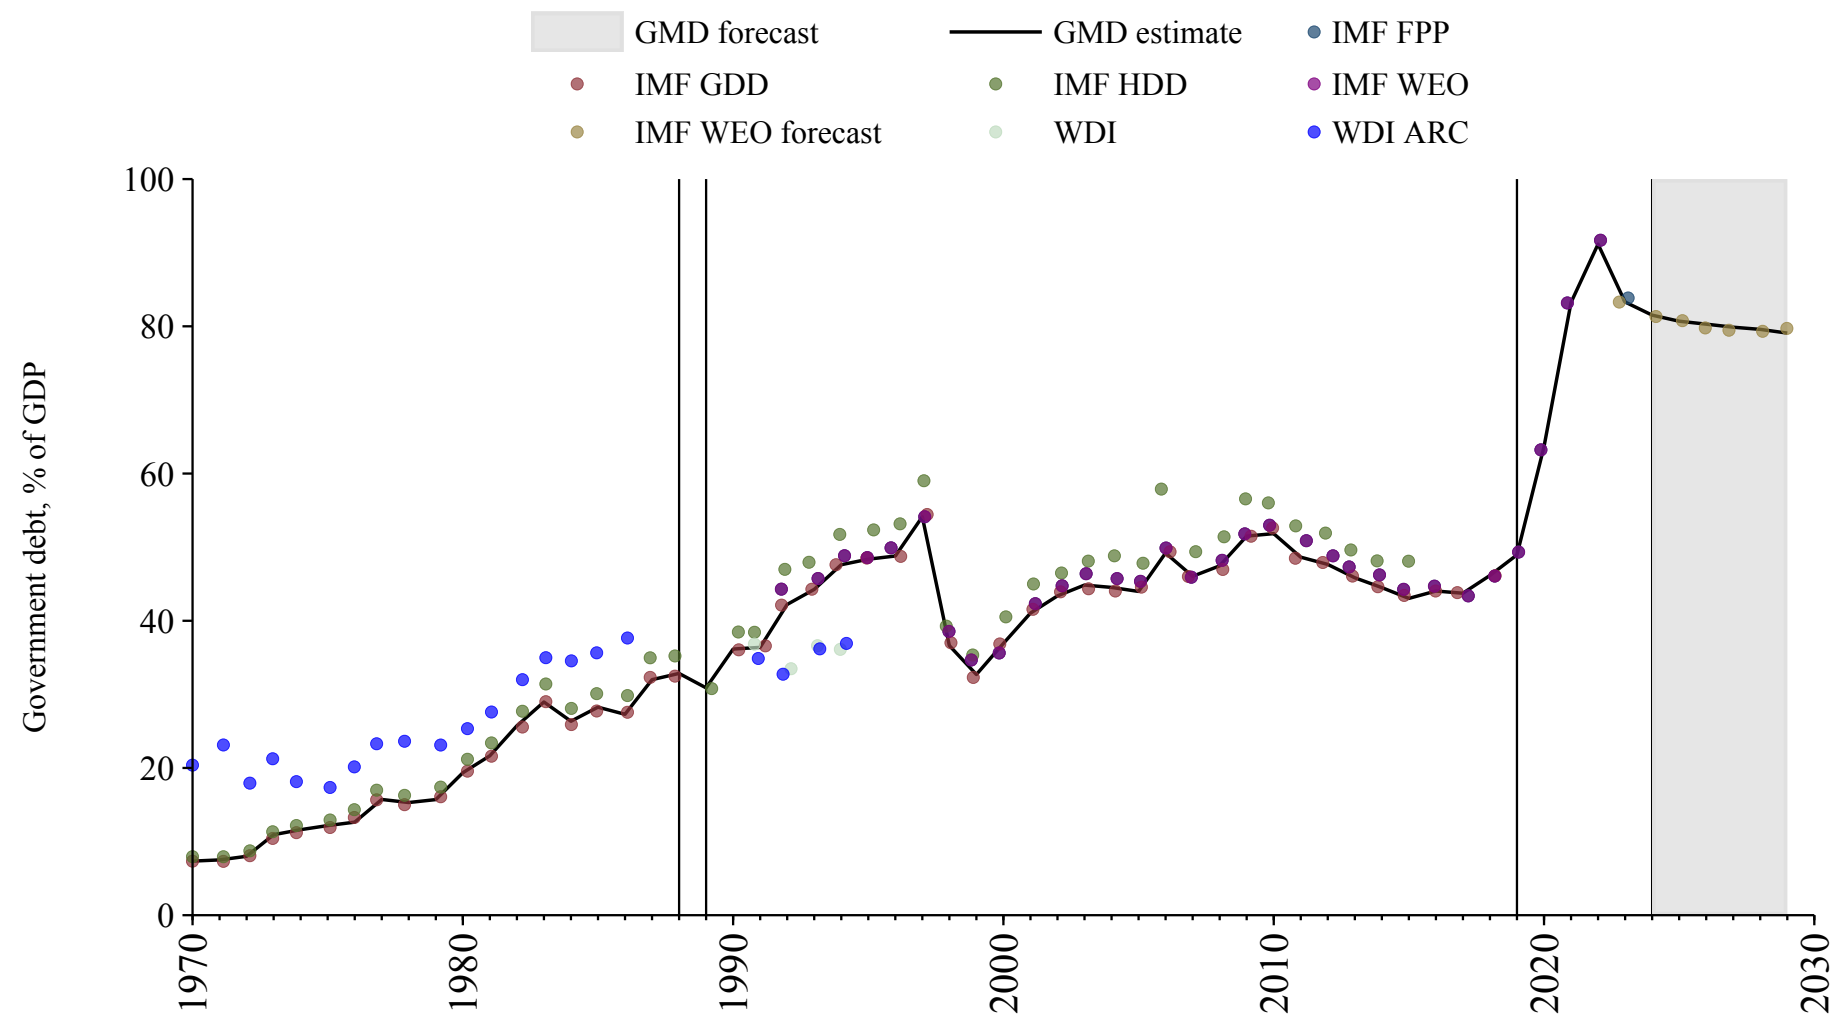 GMD forecast GMD estimate IMF FPP
IMF GDD IMF HDD IMF WEO
IMF WEO forecast WDI WDI ARC
Government debt, % of GDP
100
80
60
40
20
0
1970 1980 1990 2000 2010 2020 2030